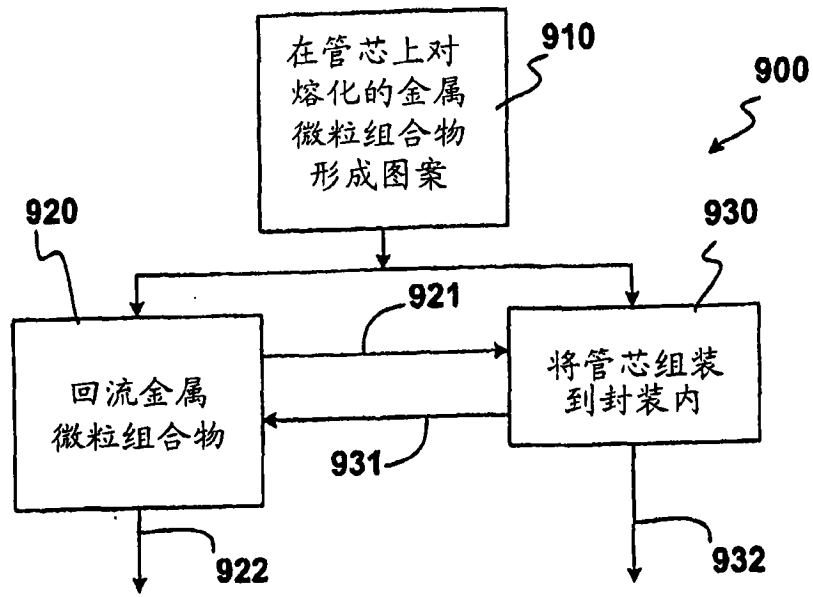 在管芯上对
熔化的金属
微粒组合物
形成图案
910
900
920
930
921
回流金属
微粒组合物
将管芯组装
到封装内
931
922
932